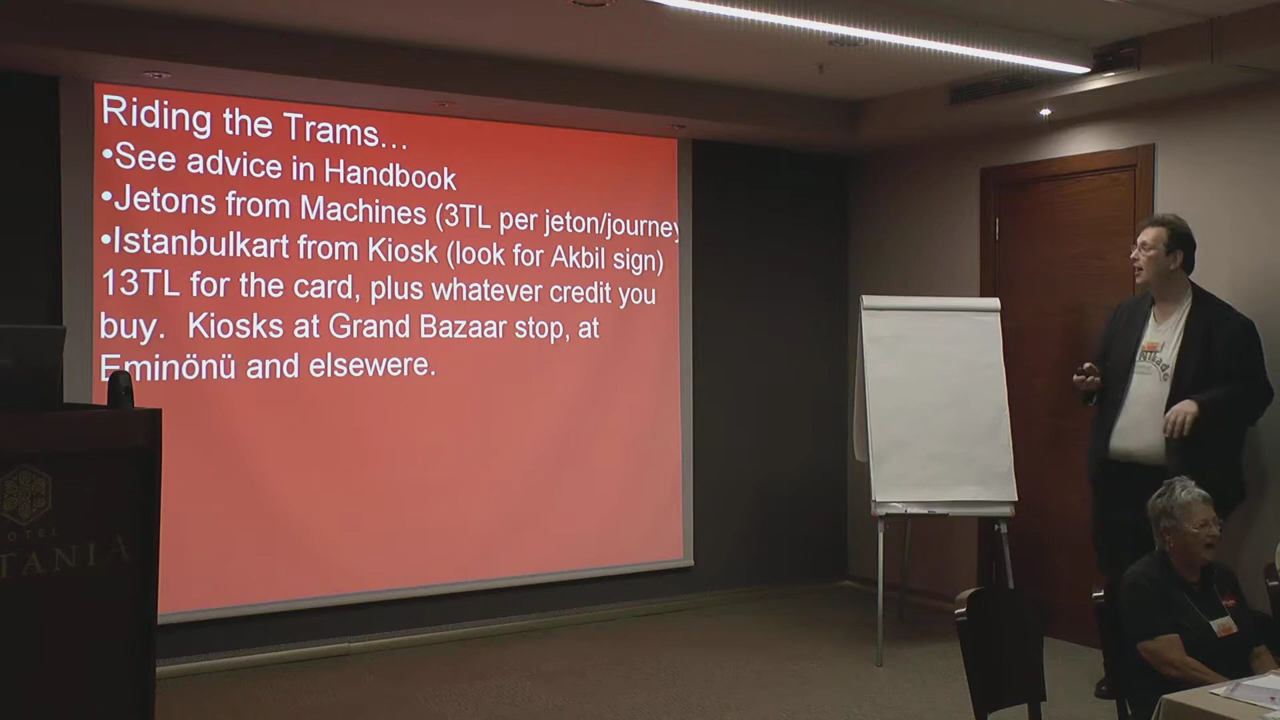 Riding the Trams...
•See advice in Handbook
•Jetons from Machines (3TL per jeton/journey
•Istanbulkart from Kiosk (look for Akbil sign)
13TL for the card, plus whatever credit you
buy. Kiosks at Grand Bazaar stop, at
Eminönü and elsewere.
OTEL
TANIA